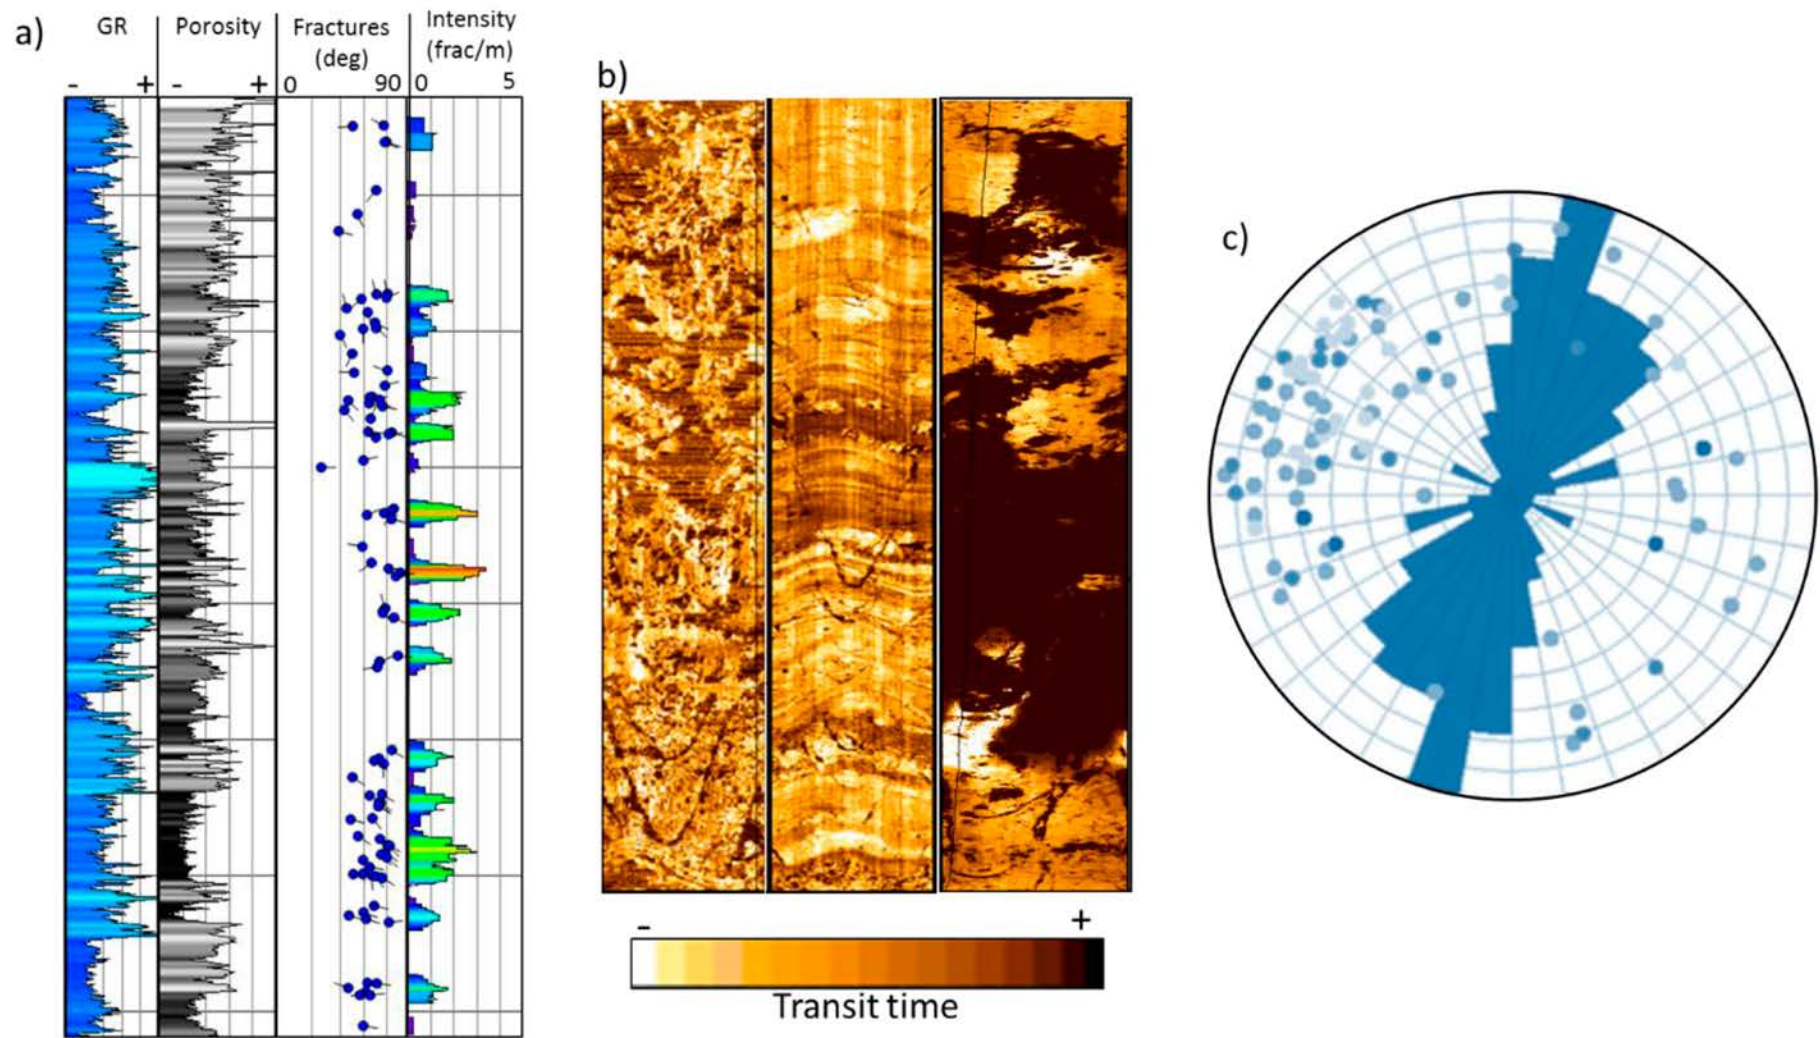 a)
GR
Porosity
Fractures
(deg)
Intensity
(frac/m)
- +
- +
0 90
0 5
b)
- +
Transit time
c)